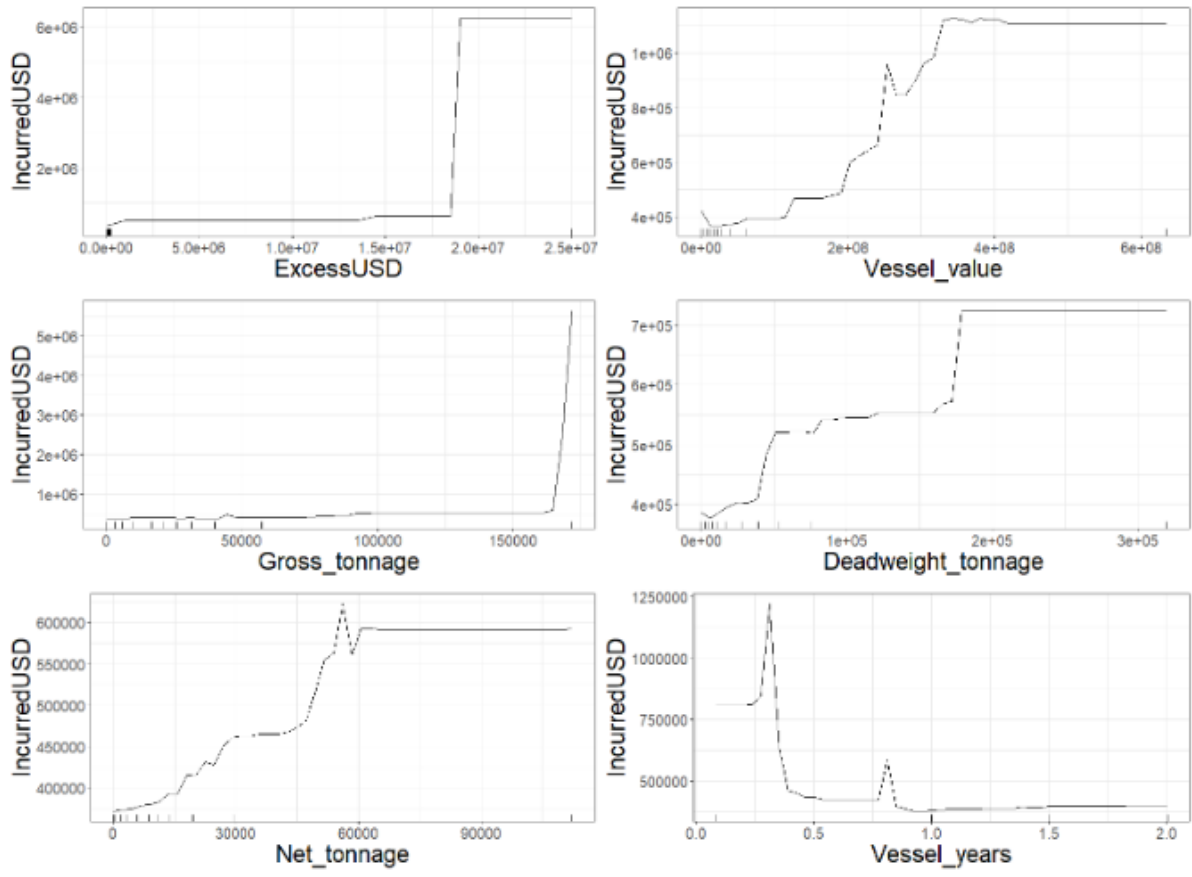 IncurredUSD
6e+06
4e+06
2e+06
0.0e+00 5.0e+06 1.0e+07 1.5e+07 2.0e+07 2.5e+07
ExcessUSD
IncurredUSD
1e+06
8e+05
6e+05
4e+05
0e+00 2e+08 4e+08 6e+08
Vessel_value
IncurredUSD
5e+06
4e+06
3e+06
2e+06
1e+06
0 50000 100000 150000
Gross_tonnage
IncurredUSD
7e+05
6e+05
5e+05
4e+05
0e+00 1e+05 2e+05 3e+05
Deadweight_tonnage
IncurredUSD
600000
550000
500000
450000
400000
0 30000 60000 90000
Net_tonnage
IncurredUSD
1250000
1000000
750000
500000
0.0 0.5 1.0 1.5 2.0
Vessel_years